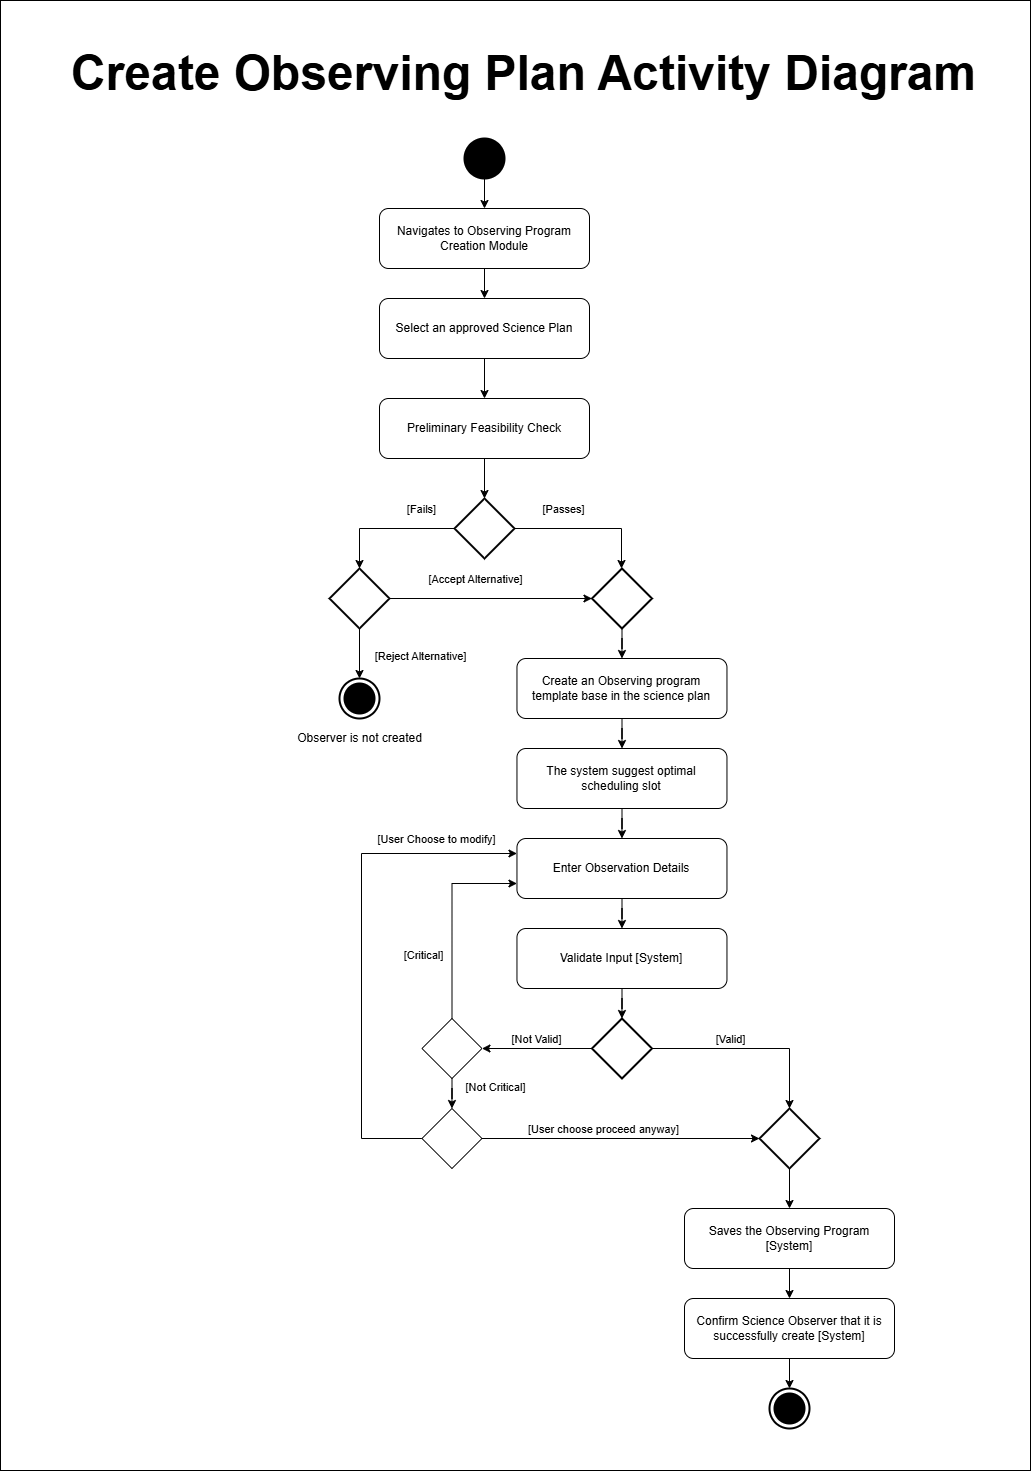 Create Observing Plan Activity Diagram
Navigates to Observing Program
Creation Module
Select an approved Science Plan
Preliminary Feasibility Check
[Fails]
[Passes]
[Accept Alternative]
[Reject Alternative]
Observer is not created
Create an Observing program
template base in the science plan
The system suggest optimal
scheduling slot
[User Choose to modify]
Enter Observation Details
[Critical]
Validate Input [System]
[Not Valid]
[Valid]
[Not Critical]
[User choose proceed anyway]
Saves the Observing Program
[System]
Confirm Science Observer that it is
successfully create [System]